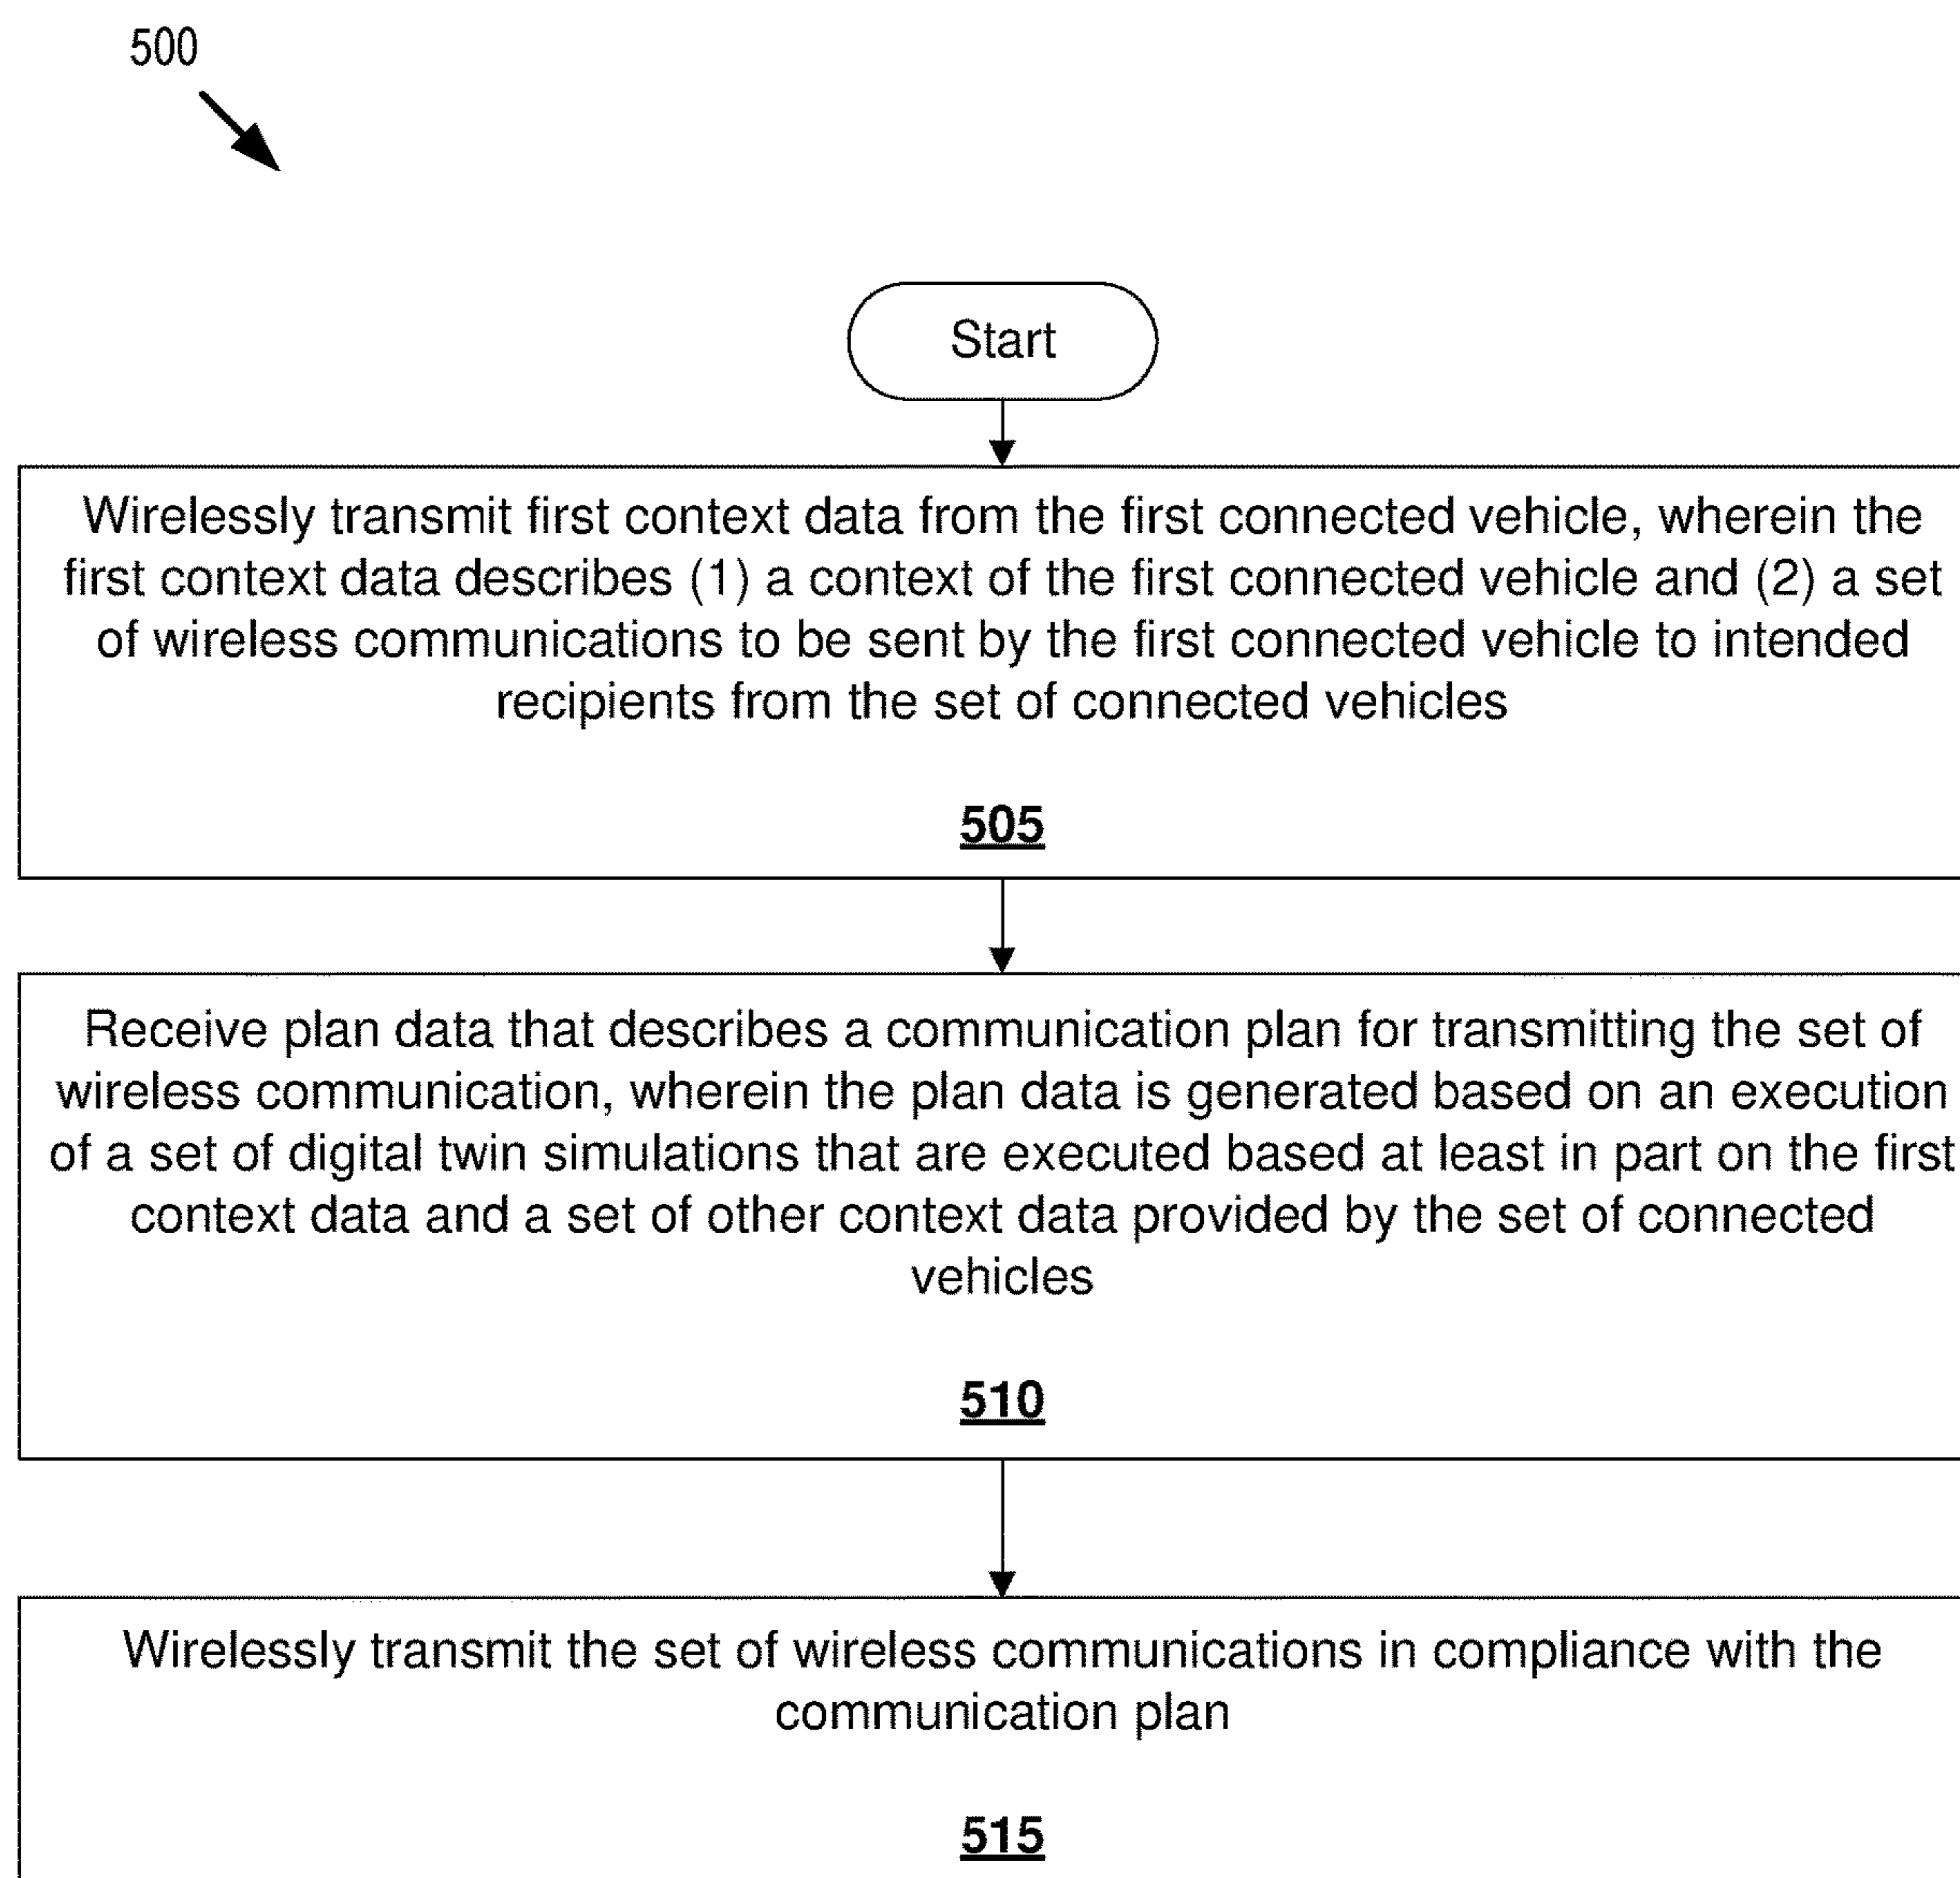 500
Start
Wirelessly transmit first context data from the first connected vehicle, wherein the
first context data describes (1) a context of the first connected vehicle and (2) a set
of wireless communications to be sent by the first connected vehicle to intended
recipients from the set of connected vehicles
505
Receive plan data that describes a communication plan for transmitting the set of
wireless communication, wherein the plan data is generated based on an execution
of a set of digital twin simulations that are executed based at least in part on the first
context data and a set of other context data provided by the set of connected
vehicles
510
Wirelessly transmit the set of wireless communications in compliance with the
communication plan
515